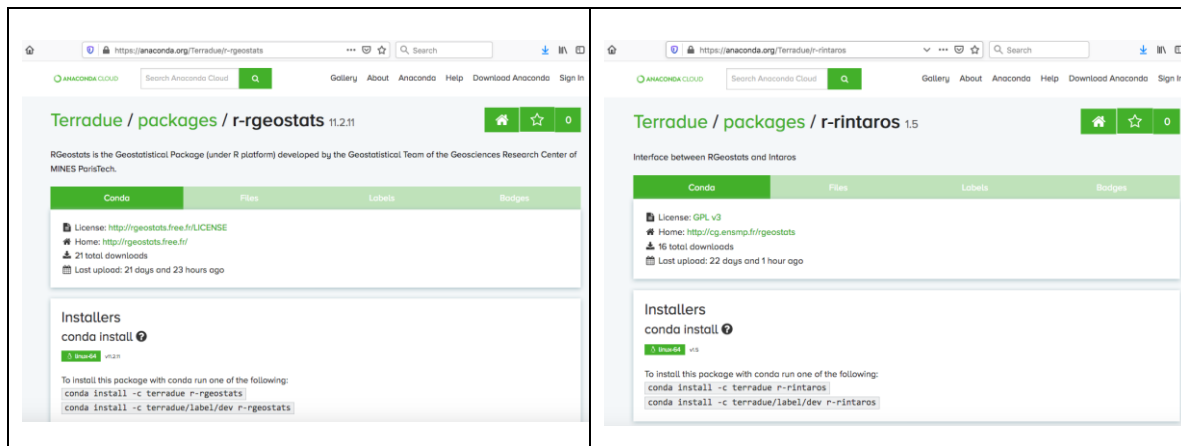 https://anaconda.org/Terradue/r-rgeostats
Search
ANACONDA CLOUD
Search Anaconda Cloud
Gallery About Anaconda Help Download Anaconda Sign In
Terradue / packages / r-rgeostats 11.2.11
0
RGeostats is the Geostatistical Package (under R platform) developed by the Geostatistical Team of the Geosciences Research Center of
MINES ParisTech.
Conda Files Labels Badges
License: http://rgeostats.free.fr/LICENSE
Home: http://rgeostats.free.fr/
21 total downloads
Last upload: 21 days and 23 hours ago
Installers
conda install
linux-64 v11.2.11
To install this package with conda run one of the following:
conda install -c terradue r-rgeostats
conda install -c terradue/label/dev r-rgeostats
https://anaconda.org/Terradue/r-rintaros
Search
ANACONDA CLOUD
Search Anaconda Cloud
Gallery About Anaconda Help Download Anaconda Sign In
Terradue / packages / r-rintaros 1.5
0
Interface between RGeostats and Intaros
Conda Files Labels Badges
License: GPL v3
Home: http://cg.ensmp.fr/rgeostats
16 total downloads
Last upload: 22 days and 1 hour ago
Installers
conda install
linux-64 v1.5
To install this package with conda run one of the following:
conda install -c terradue r-rintaros
conda install -c terradue/label/dev r-rintaros